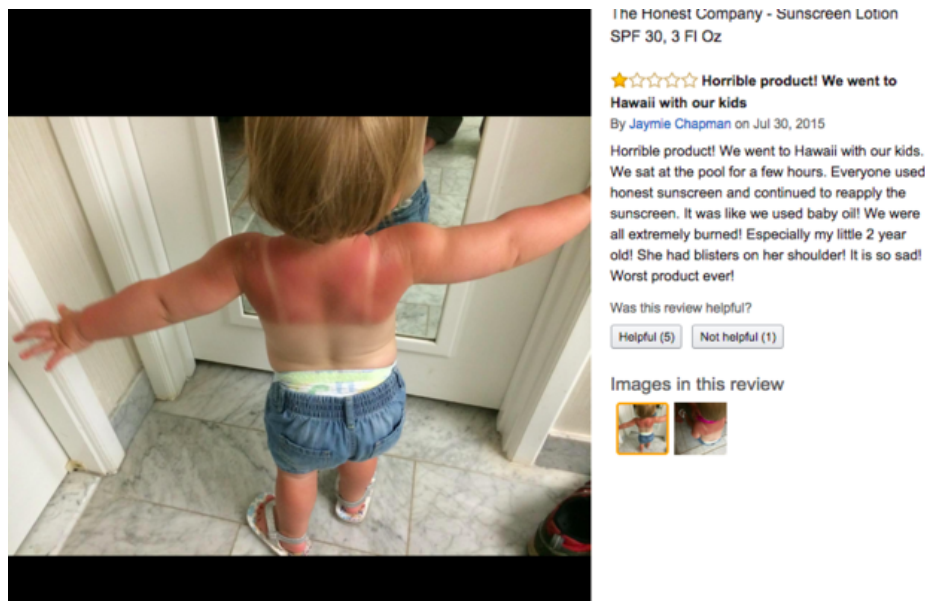 The Honest Company - Sunscreen Lotion
SPF 30, 3 Fl Oz
Horrible product! We went to
Hawaii with our kids
By Jaymie Chapman on Jul 30, 2015
Horrible product! We went to Hawaii with our kids.
We sat at the pool for a few hours. Everyone used
honest sunscreen and continued to reapply the
sunscreen. It was like we used baby oil! We were
all extremely burned! Especially my little 2 year
old! She had blisters on her shoulder! It is so sad!
Worst product ever!
Was this review helpful?
Helpful (5) Not helpful (1)
Images in this review